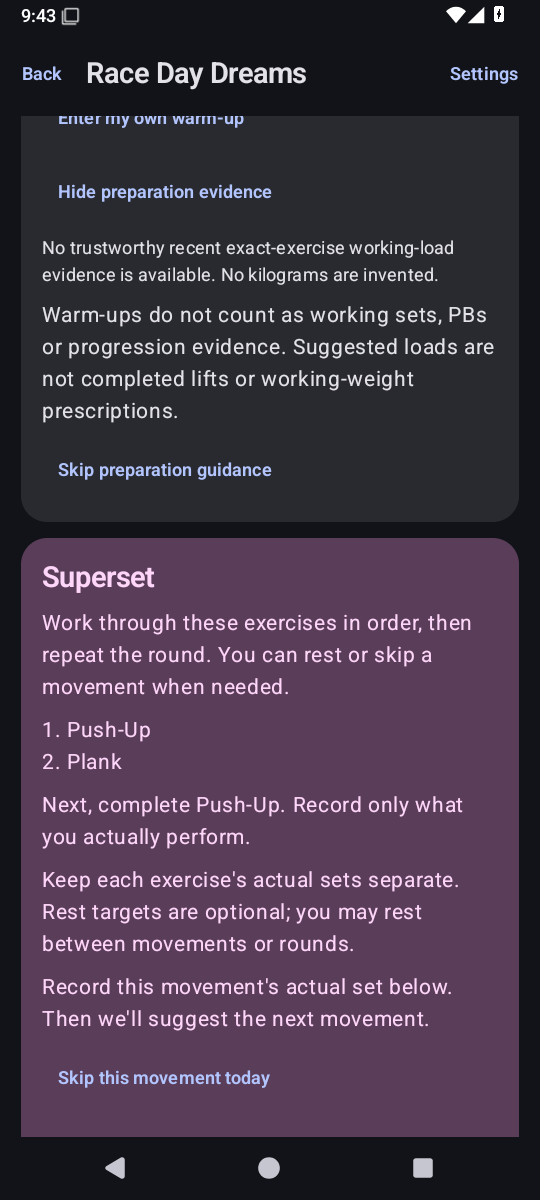 9:43
Back
Race Day Dreams
Settings
Enter my own warm-up
Hide preparation evidence
No trustworthy recent exact-exercise working-load
evidence is available. No kilograms are invented.
Warm-ups do not count as working sets, PBs
or progression evidence. Suggested loads are
not completed lifts or working-weight
prescriptions.
Skip preparation guidance
Superset
Work through these exercises in order, then
repeat the round. You can rest or skip a
movement when needed.
1. Push-Up
2. Plank
Next, complete Push-Up. Record only what
you actually perform.
Keep each exercise's actual sets separate.
Rest targets are optional; you may rest
between movements or rounds.
Record this movement's actual set below.
Then we'll suggest the next movement.
Skip this movement today